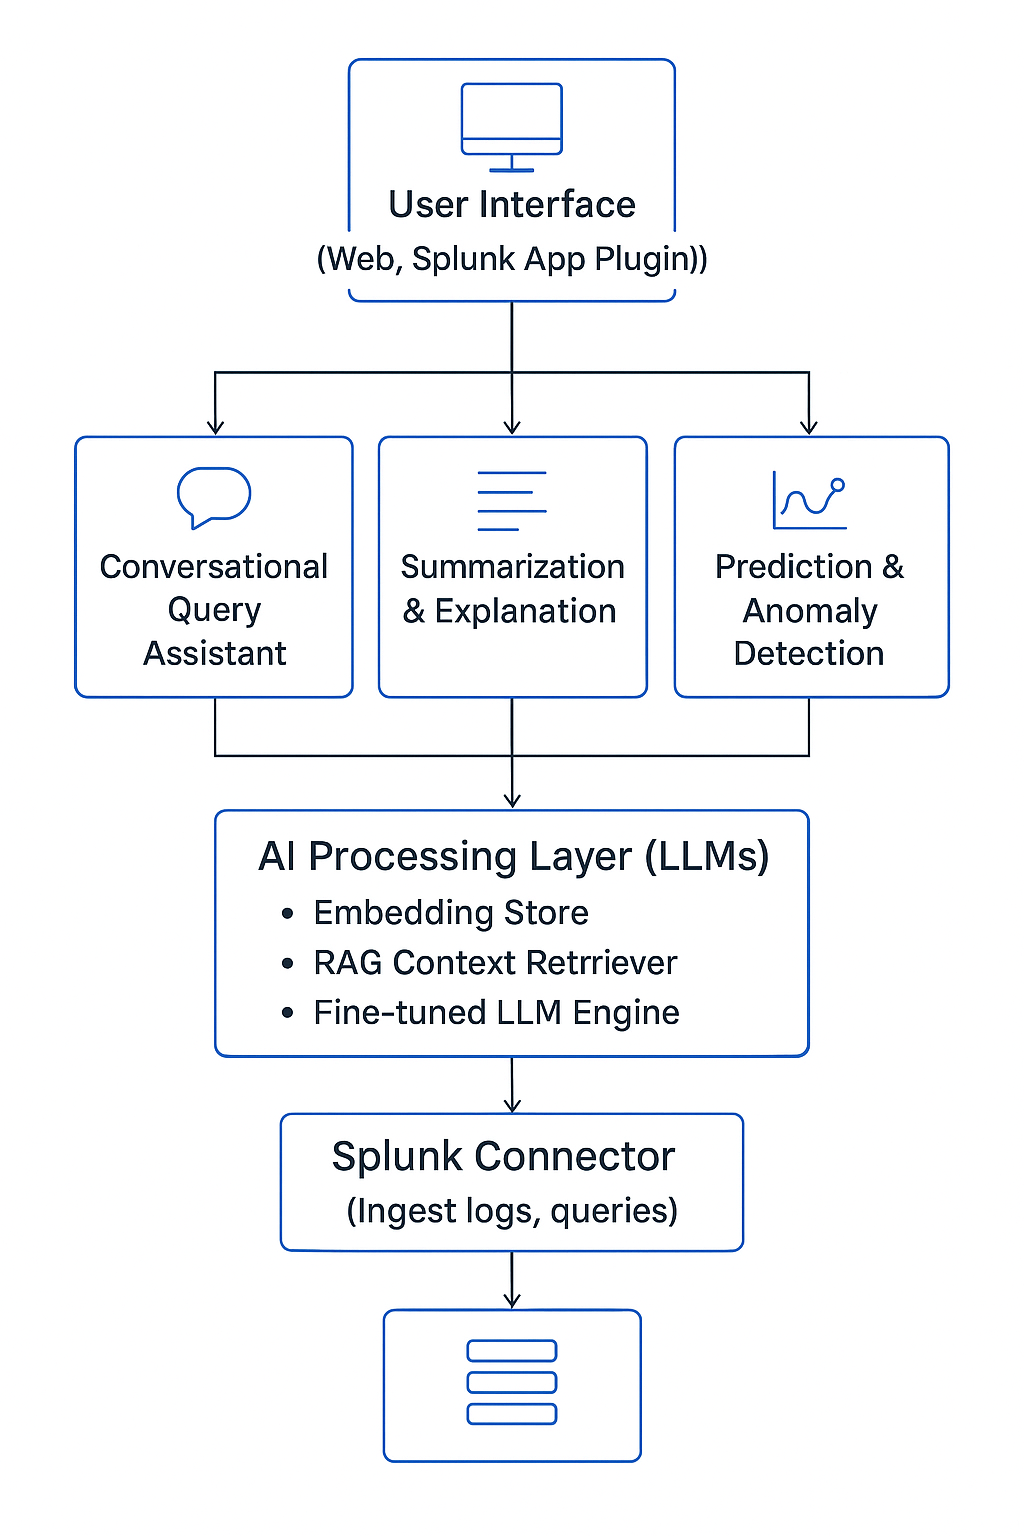 User Interface
(Web, Splunk App Plugin))
Conversational
Query
Assistant
Summarization
& Explanation
Prediction &
Anomaly
Detection
AI Processing Layer (LLMs)
• Embedding Store
• RAG Context Retrriever
• Fine-tuned LLM Engine
Splunk Connector
(Ingest logs, queries)